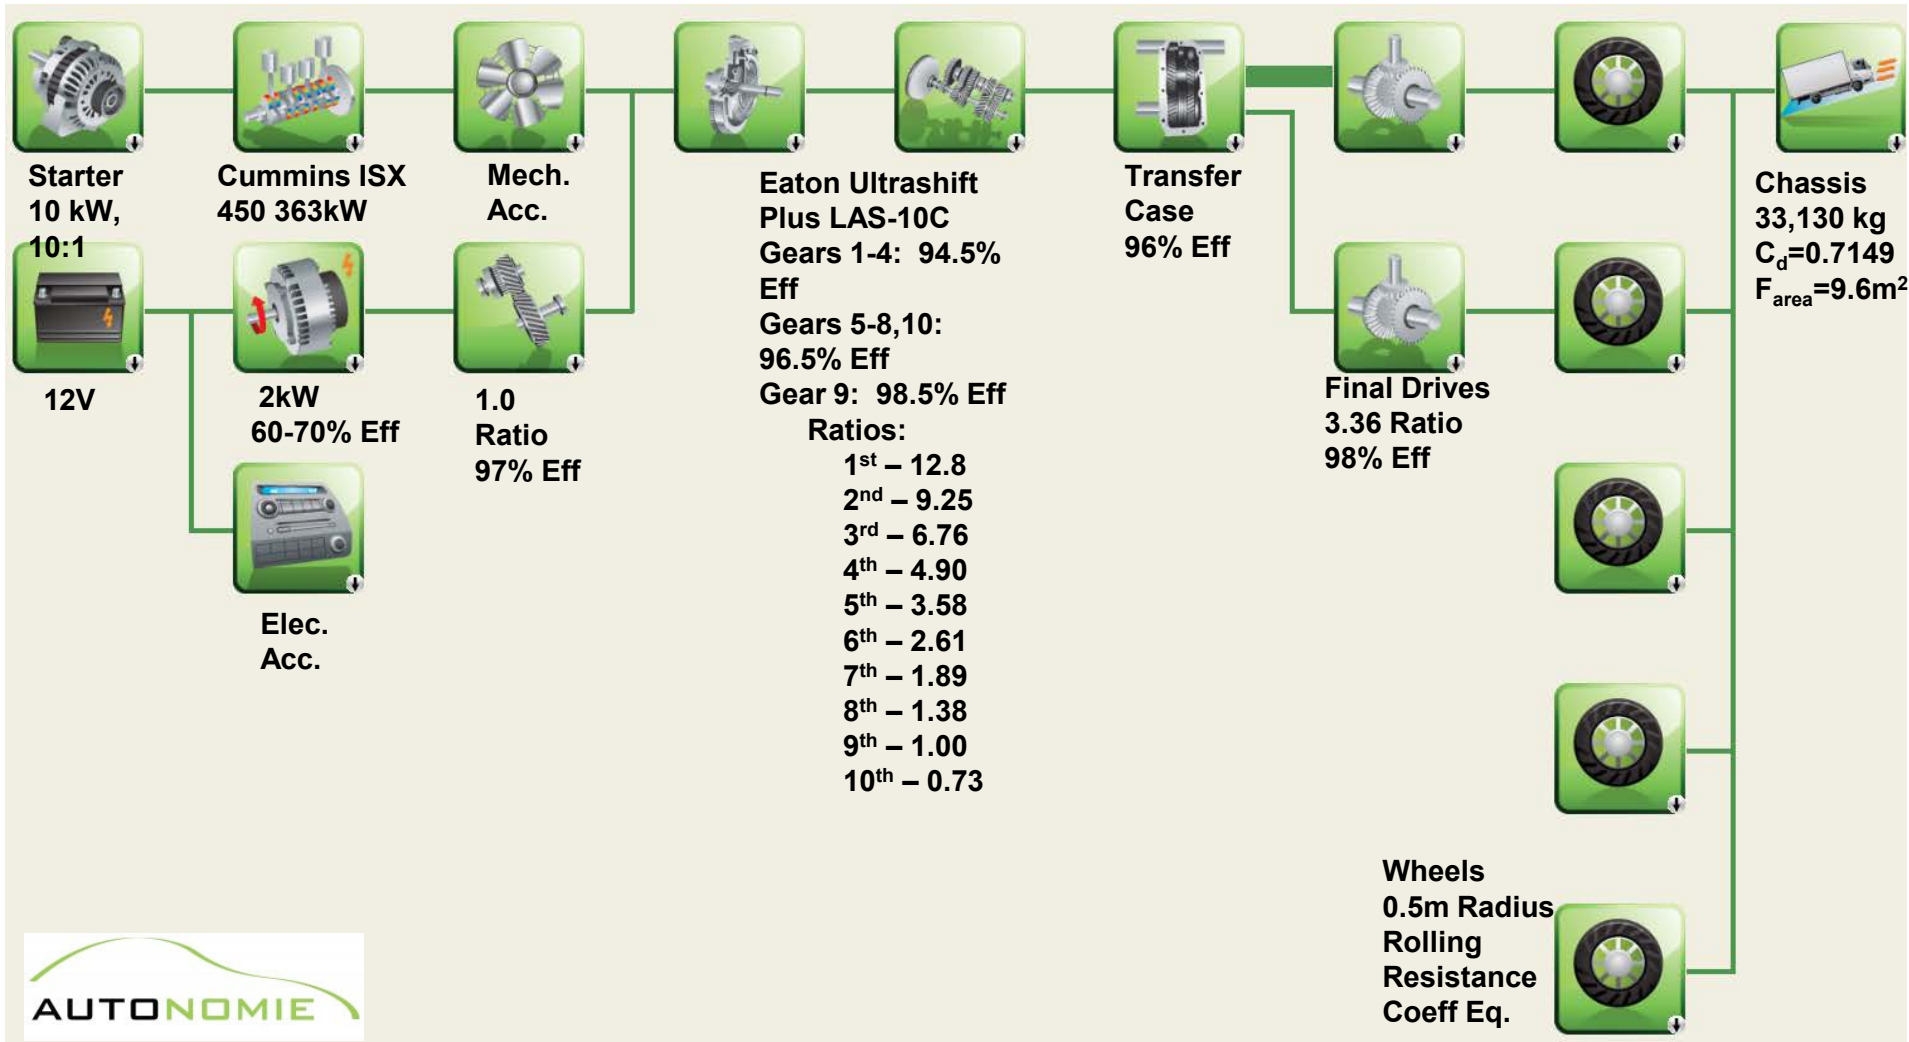 Starter
10 kW,
10:1
Cummins ISX
450 363kW
Mech.
Acc.
Eaton Ultrashift
Plus LAS-10C
Gears 1-4: 94.5%
Eff
Gears 5-8,10:
96.5% Eff
Gear 9: 98.5% Eff
Ratios:
1st – 12.8
2nd – 9.25
3rd – 6.76
4th – 4.90
5th – 3.58
6th – 2.61
7th – 1.89
8th – 1.38
9th – 1.00
10th – 0.73
Transfer
Case
96% Eff
Chassis
33,130 kg
Cd=0.7149
Farea=9.6m2
12V
2kW
60-70% Eff
1.0
Ratio
97% Eff
Final Drives
3.36 Ratio
98% Eff
Elec.
Acc.
Wheels
0.5m Radius
Rolling
Resistance
Coeff Eq.
AUTONOMIE